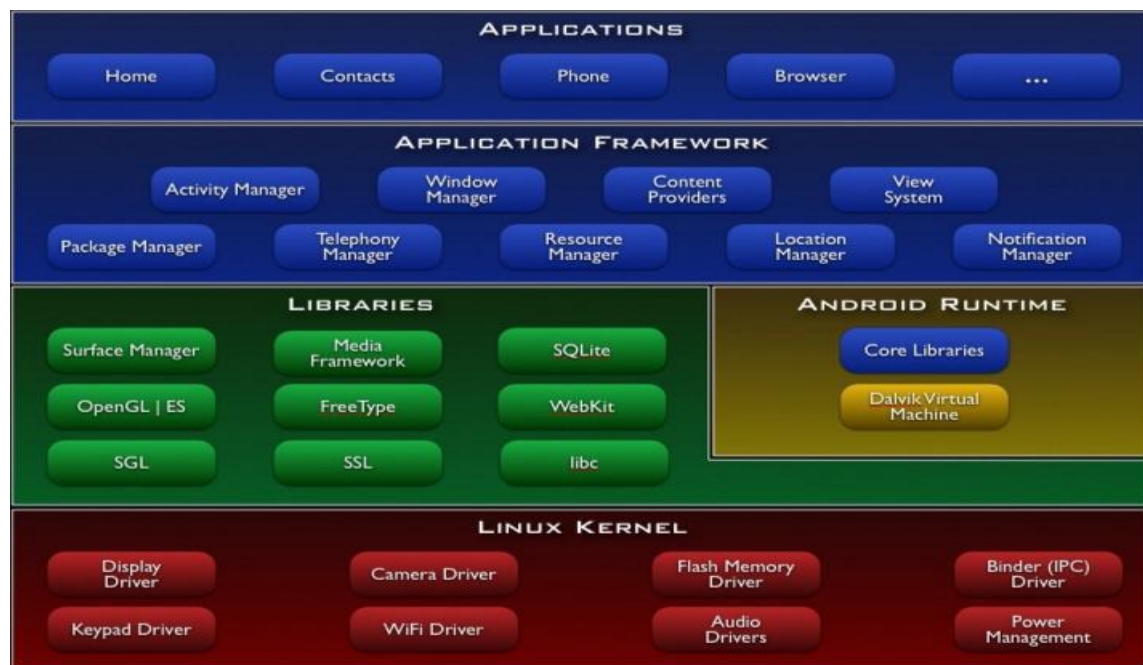 APPLICATIONS
Home
Contacts
Phone
Browser
...
APPLICATION FRAMEWORK
Activity Manager
Window
Manager
Content
Providers
View
System
Package Manager
Telephony
Manager
Resource
Manager
Location
Manager
Notification
Manager
LIBRARIES
Surface Manager
Media
Framework
SQLite
OpenGL | ES
FreeType
WebKit
SGL
SSL
libc
ANDROID RUNTIME
Core Libraries
Dalvik Virtual
Machine
LINUX KERNEL
Display
Driver
Camera Driver
Flash Memory
Driver
Binder (IPC)
Driver
Keypad Driver
WiFi Driver
Audio
Drivers
Power
Management